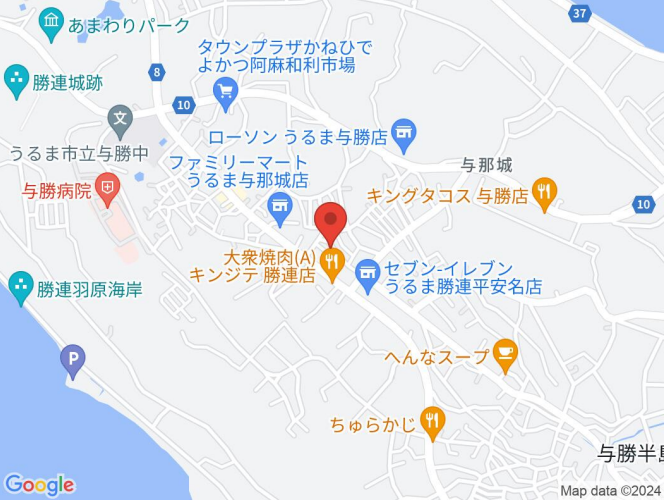 あまわりパーク
37
勝連城跡
8
タウンプラザかねひで
よかつ阿麻和利市場
10
文
うるま市立与勝中
ローソン うるま与勝店
与那城
ファミリーマート
うるま与那城店
与勝病院
キングタコス 与勝店
10
大衆焼肉(A)
キンジテ 勝連店
セブン-イレブン
うるま勝連平安名店
勝連羽原海岸
P
へんなスープ
ちゅらかじ
与勝半島
Google
Map data ©2024